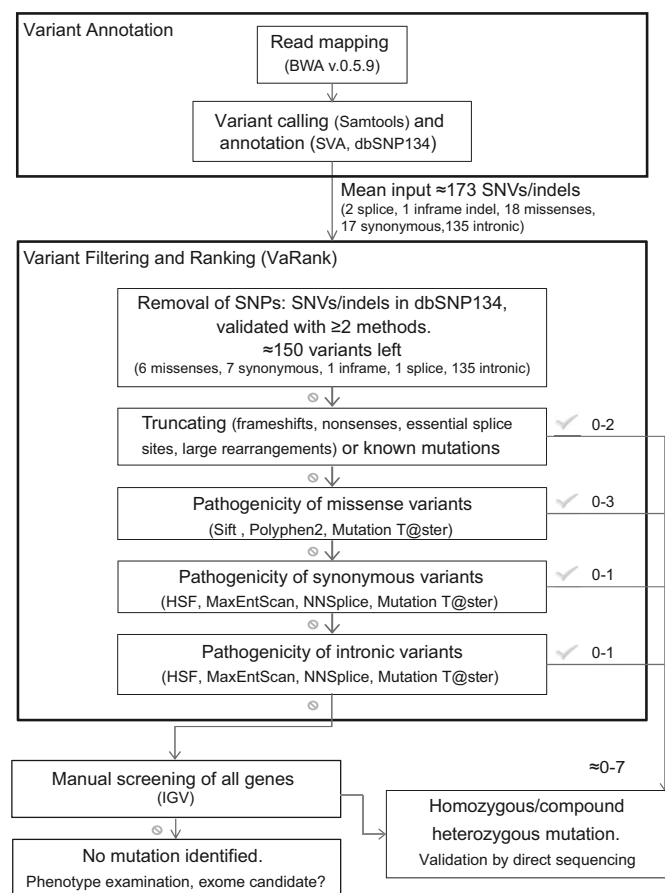 Variant Annotation
Read mapping
(BWA v.0.5.9)
Variant calling (Samtools) and
annotation (SVA, dbSNP134)
Mean input ≈173 SNVs/indels
(2 splice, 1 inframe indel, 18 missenses,
17 synonymous,135 intronic)
Variant Filtering and Ranking (VaRank)
Removal of SNPs: SNVs/indels in dbSNP134,
validated with ≥2 methods.
≈150 variants left
(6 missenses, 7 synonymous, 1 inframe, 1 splice, 135 intronic)
Truncating (frameshifts, nonsenses, essential splice
sites, large rearrangements) or known mutations
0-2
Pathogenicity of missense variants
(Sift , Polyphen2, Mutation T@ster)
0-3
Pathogenicity of synonymous variants
(HSF, MaxEntScan, NNSplice, Mutation T@ster)
0-1
Pathogenicity of intronic variants
(HSF, MaxEntScan, NNSplice, Mutation T@ster)
0-1
≈0-7
Manual screening of all genes
(IGV)
Homozygous/compound
heterozygous mutation.
Validation by direct sequencing
No mutation identified.
Phenotype examination, exome candidate?